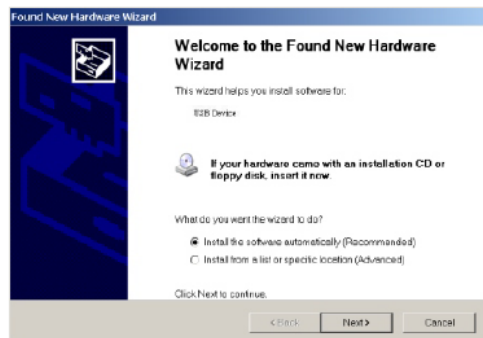 Found New Hardware Wizard
Welcome to the Found New Hardware
Wizard
This wizard helps you install software for:
USB Device
If your hardware came with an installation CD or
floppy disk, insert it now.
What do you want the wizard to do?
Install the software automatically (Recommended)
Install from a list or specific location (Advanced)
Click Next to continue.
<Back Next> Cancel